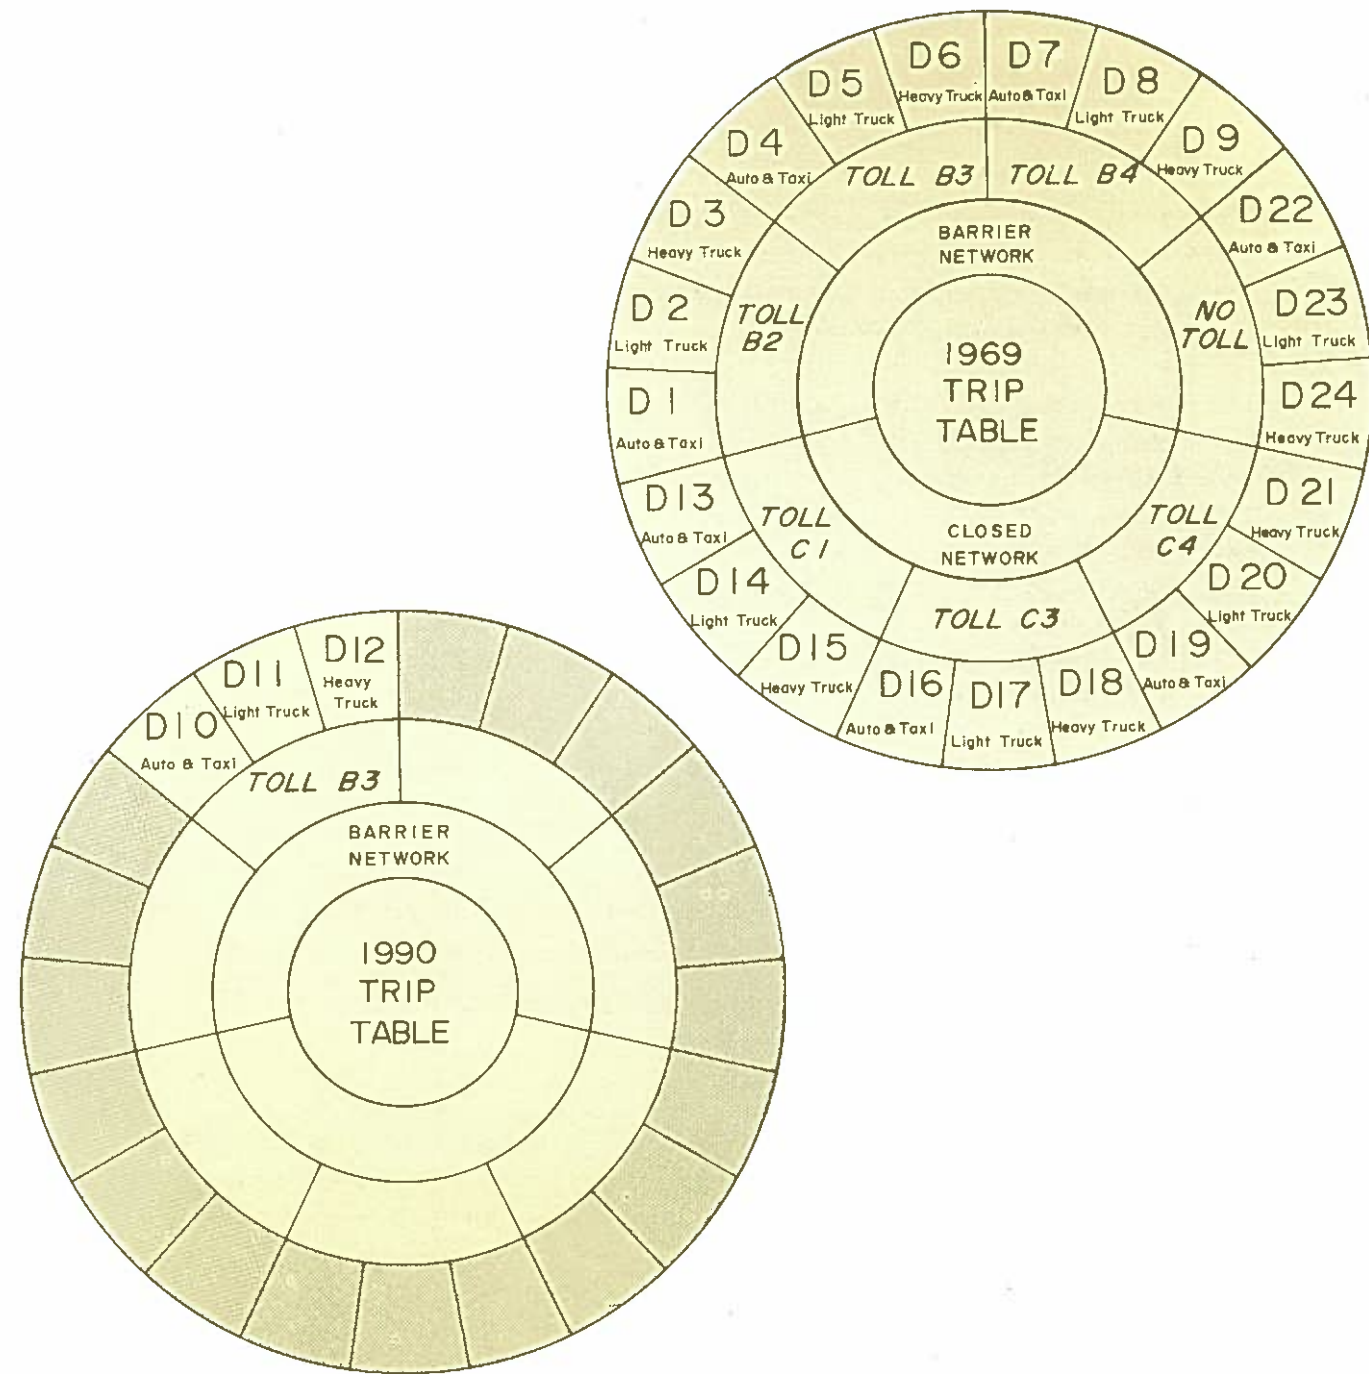 D6
Heavy Truck
D7
Auto & Taxi
D5
Light Truck
D8
Light Truck
D4
Auto & Taxi
D9
Heavy Truck
TOLL B3
TOLL B4
D3
Heavy Truck
D22
Auto & Taxi
BARRIER
NETWORK
D2
Light Truck
TOLL
B2
NO
TOLL
D23
Light Truck
1969
TRIP
TABLE
D1
Auto & Taxi
D24
Heavy Truck
D13
Auto & Taxi
TOLL
C1
CLOSED
NETWORK
TOLL
C4
D21
Heavy Truck
D14
Light Truck
D20
Light Truck
TOLL C3
D15
Heavy Truck
D16
Auto & Taxi
D17
Light Truck
D18
Heavy Truck
D19
Auto & Taxi
D12
Heavy
Truck
D11
Light Truck
D10
Auto & Taxi
TOLL B3
BARRIER
NETWORK
1990
TRIP
TABLE